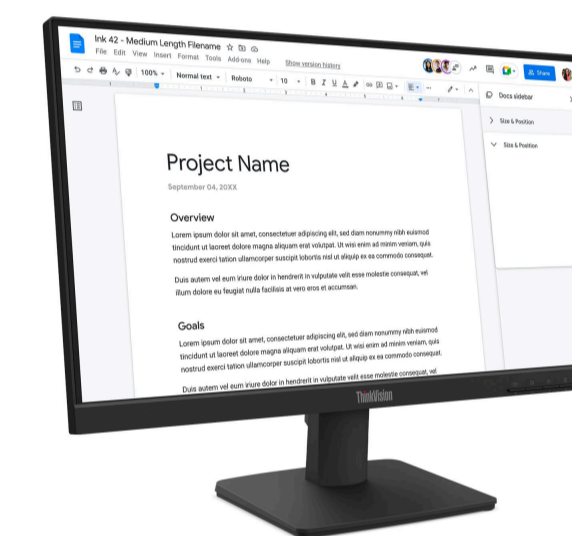 Ink 42 - Medium Length Filename
File Edit View Insert Format Tools Add-ons Help Show version history
Share
100% Normal text Roboto 10 B I U A
Docs sidebar
Size & Position
Size & Position
Project Name
September 04, 20XX
Overview
Lorem ipsum dolor sit amet, consectetuer adipiscing elit, sed diam nonummy nibh euismod
tincidunt ut laoreet dolore magna aliquam erat volutpat. Ut wisi enim ad minim veniam, quis
nostrud exerci tation ullamcorper suscipit lobortis nisl ut aliquip ex ea commodo consequat.
Duis autem vel eum iriure dolor in hendrerit in vulputate velit esse molestie consequat, vel
illum dolore eu feugiat nulla facilisis at vero eros et accumsan.
Goals
Lorem ipsum dolor sit amet, consectetuer adipiscing elit, sed diam nonummy nibh euismod
tincidunt ut laoreet dolore magna aliquam erat volutpat. Ut wisi enim ad minim veniam, quis
nostrud exerci tation ullamcorper suscipit lobortis nisl ut aliquip ex ea commodo consequat.
Duis autem vel eum iriure dolor in hendrerit in vulputate velit esse molestie consequat, vel
ThinkVision